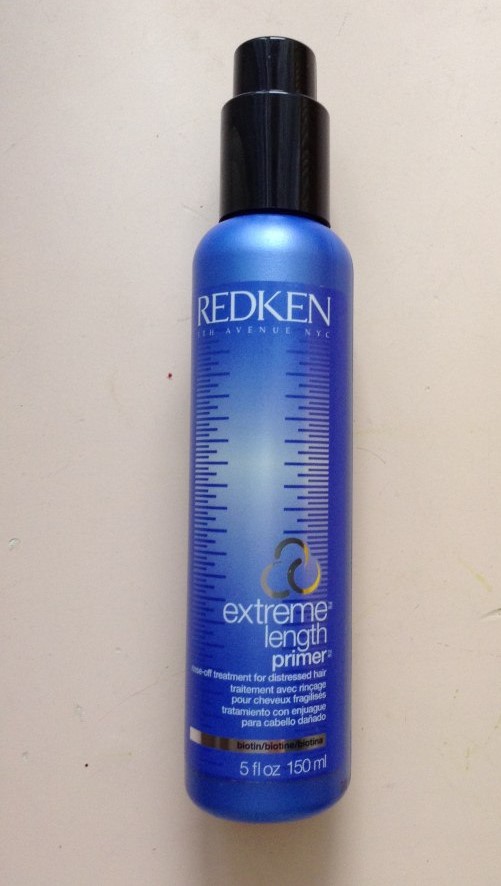 REDKEN
5TH AVENUE NYC
extreme
length
primer
rinse-off treatment for distressed hair
traitement avec rinçage
pour cheveux fragilisés
tratamiento con enjuague
para cabello dañado
biotin/biotine/biotina
5 fl oz 150 ml